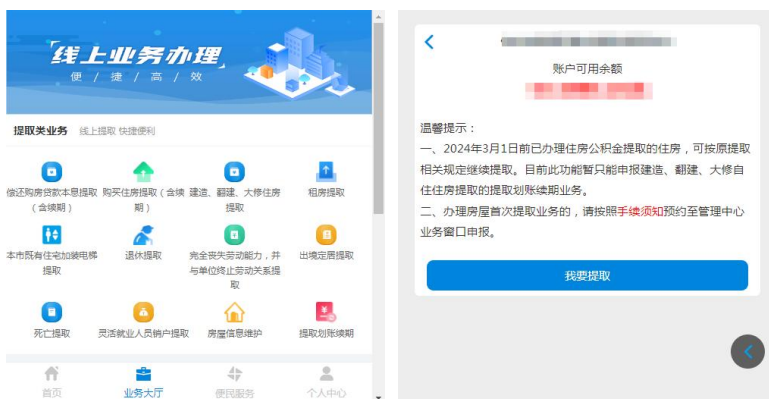 线上业务办理
便 / 捷 / 高 / 效
提取类业务 线上提取 快捷便利
偿还购房贷款本息提取（含续期）
购买住房提取（含续期）
建造、翻建、大修住房提取
租房提取
本市既有住宅加装电梯提取
退休提取
完全丧失劳动能力，并与单位终止劳动关系提取
出境定居提取
死亡提取
灵活就业人员销户提取
房屋信息维护
提取划账续期
首页
业务大厅
便民服务
个人中心
账户可用余额
温馨提示：
一、2024年3月1日前已办理住房公积金提取的住房，可按原提取
相关规定继续提取。目前此功能暂只能申报建造、翻建、大修自
住住房提取的提取划账续期业务。
二、办理房屋首次提取业务的，请按照手续须知预约至管理中心
业务窗口申报。
我要提取